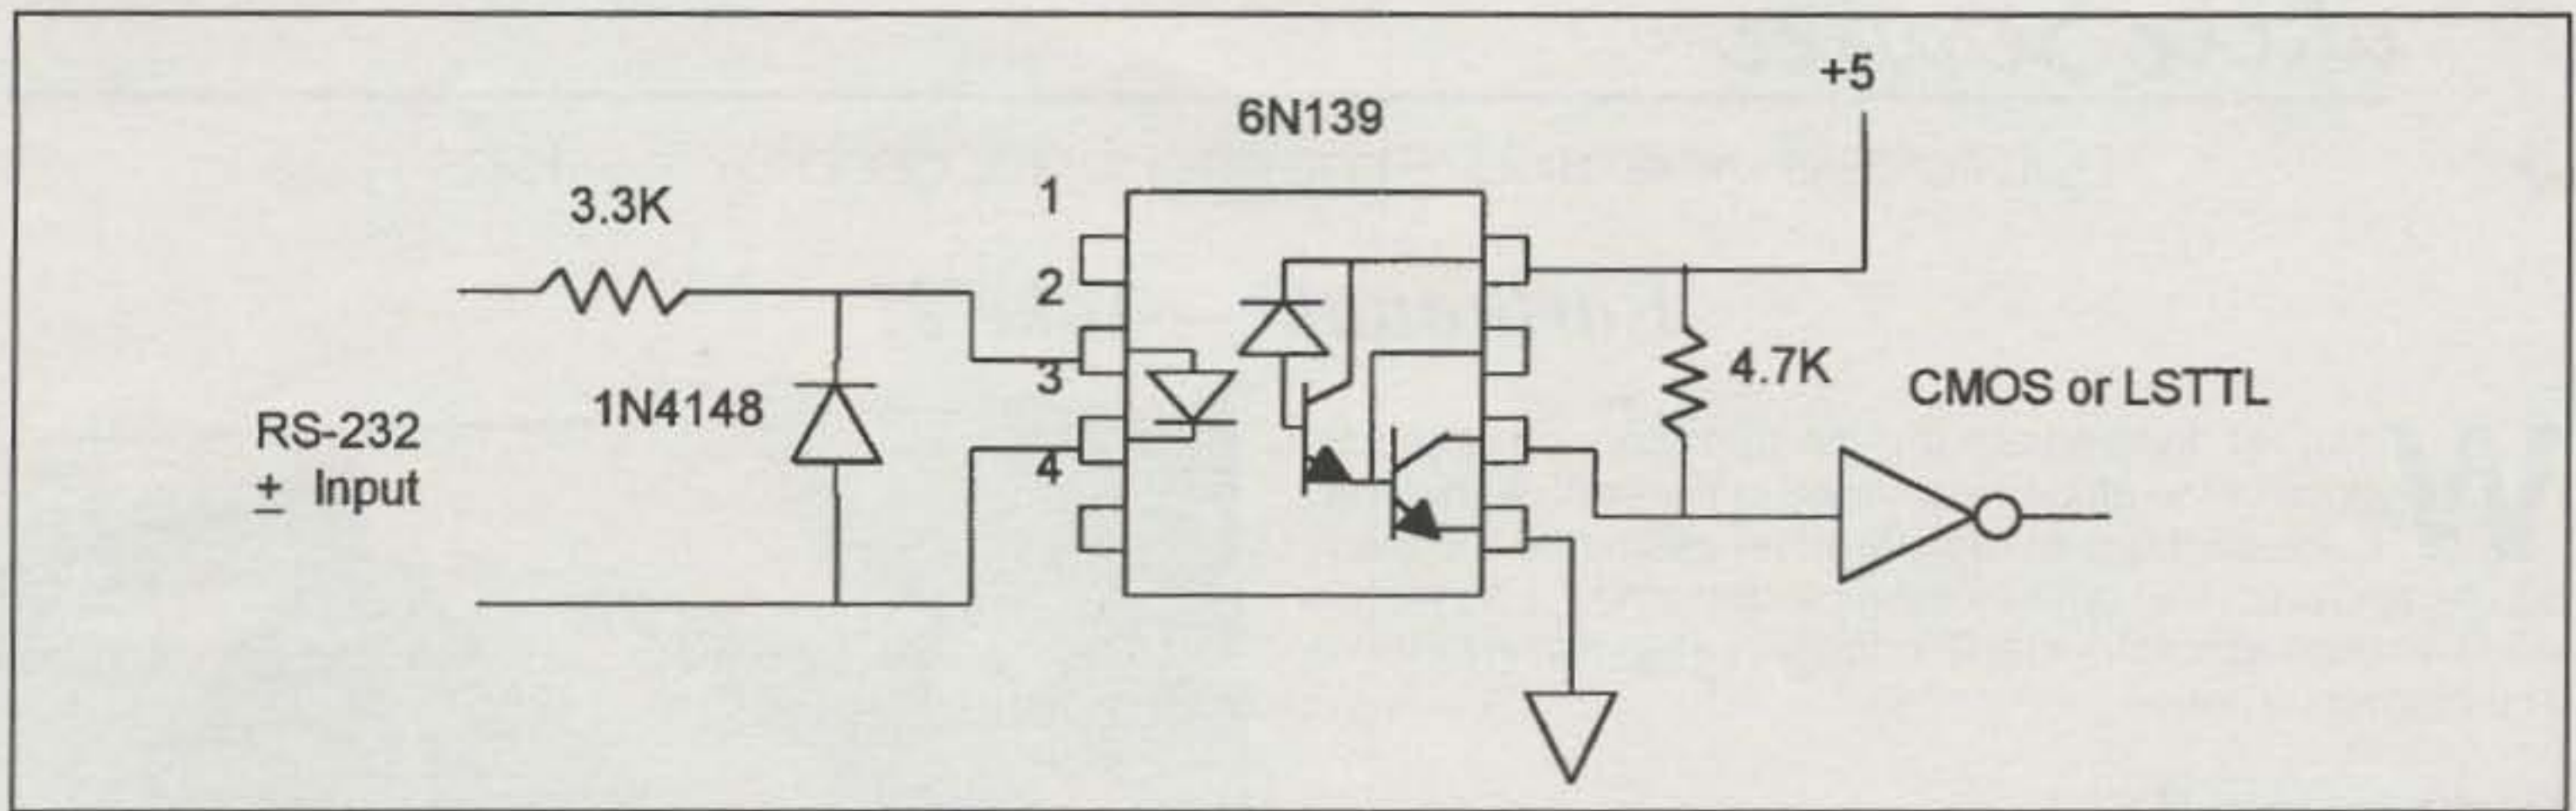 +5
6N139
3.3K
1
2
3
4
4.7K
1N4148
CMOS or LSTTL
RS-232
± Input